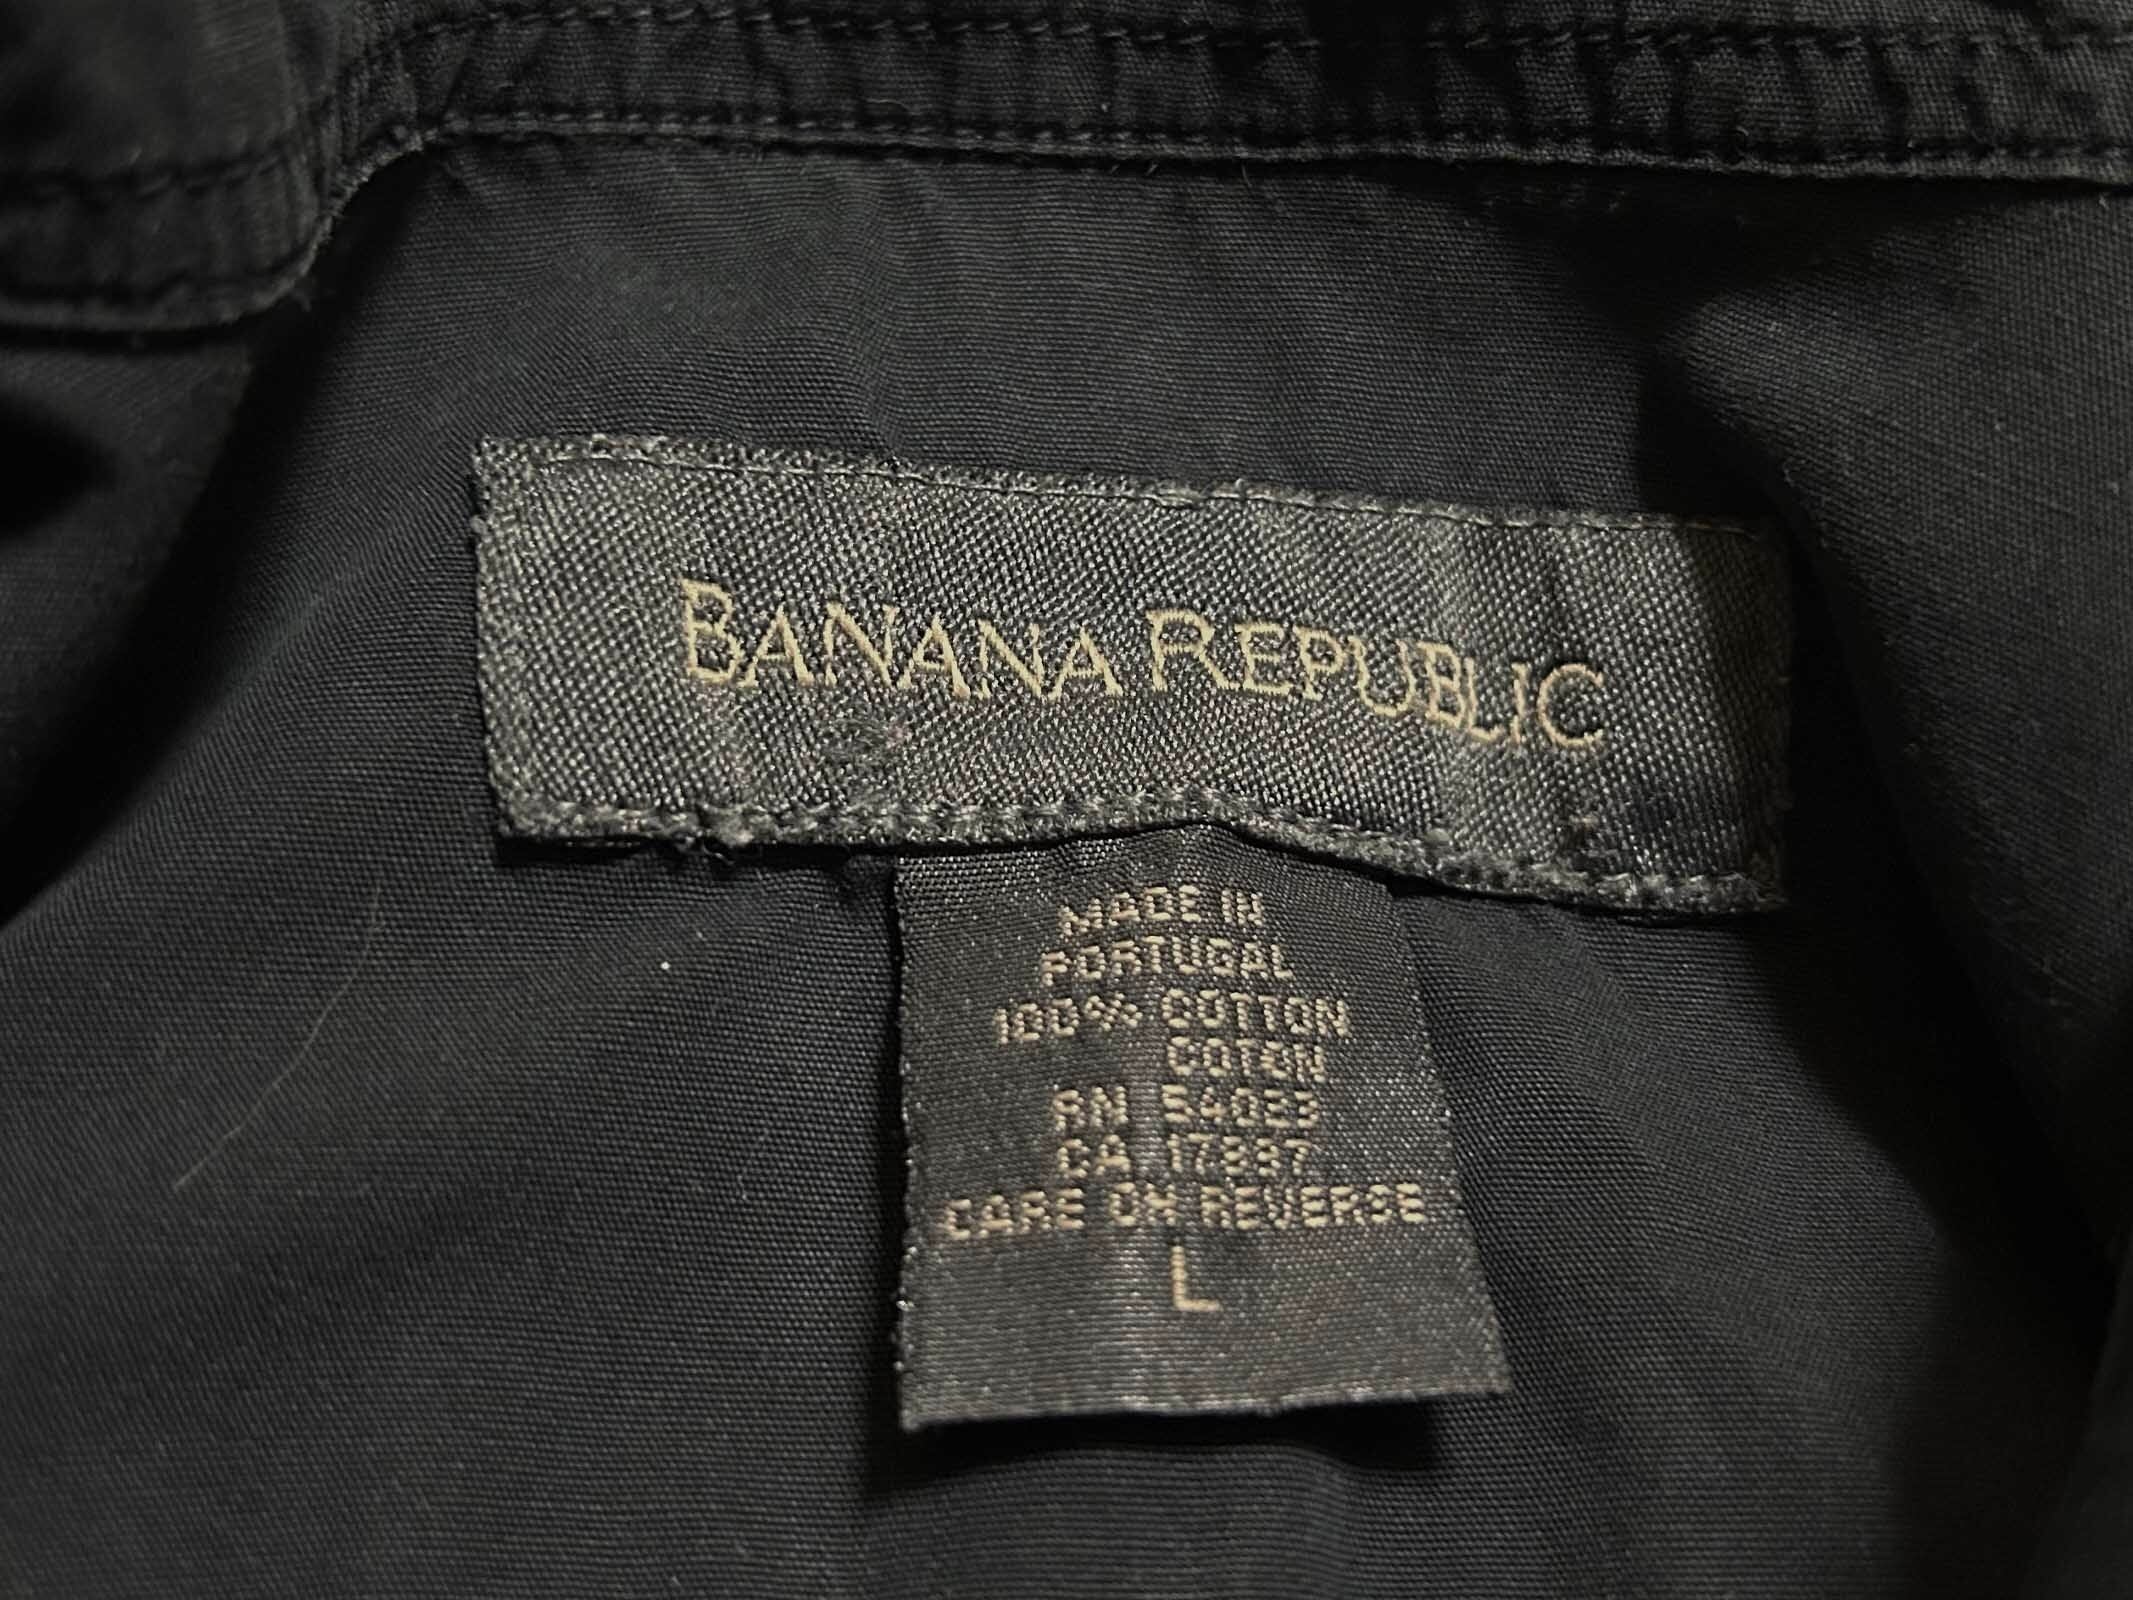 BANANA REPUBLIC
MADE IN
PORTUGAL
100% COTTON
COTON
RN 54023
CA 17897
CARE ON REVERSE
L